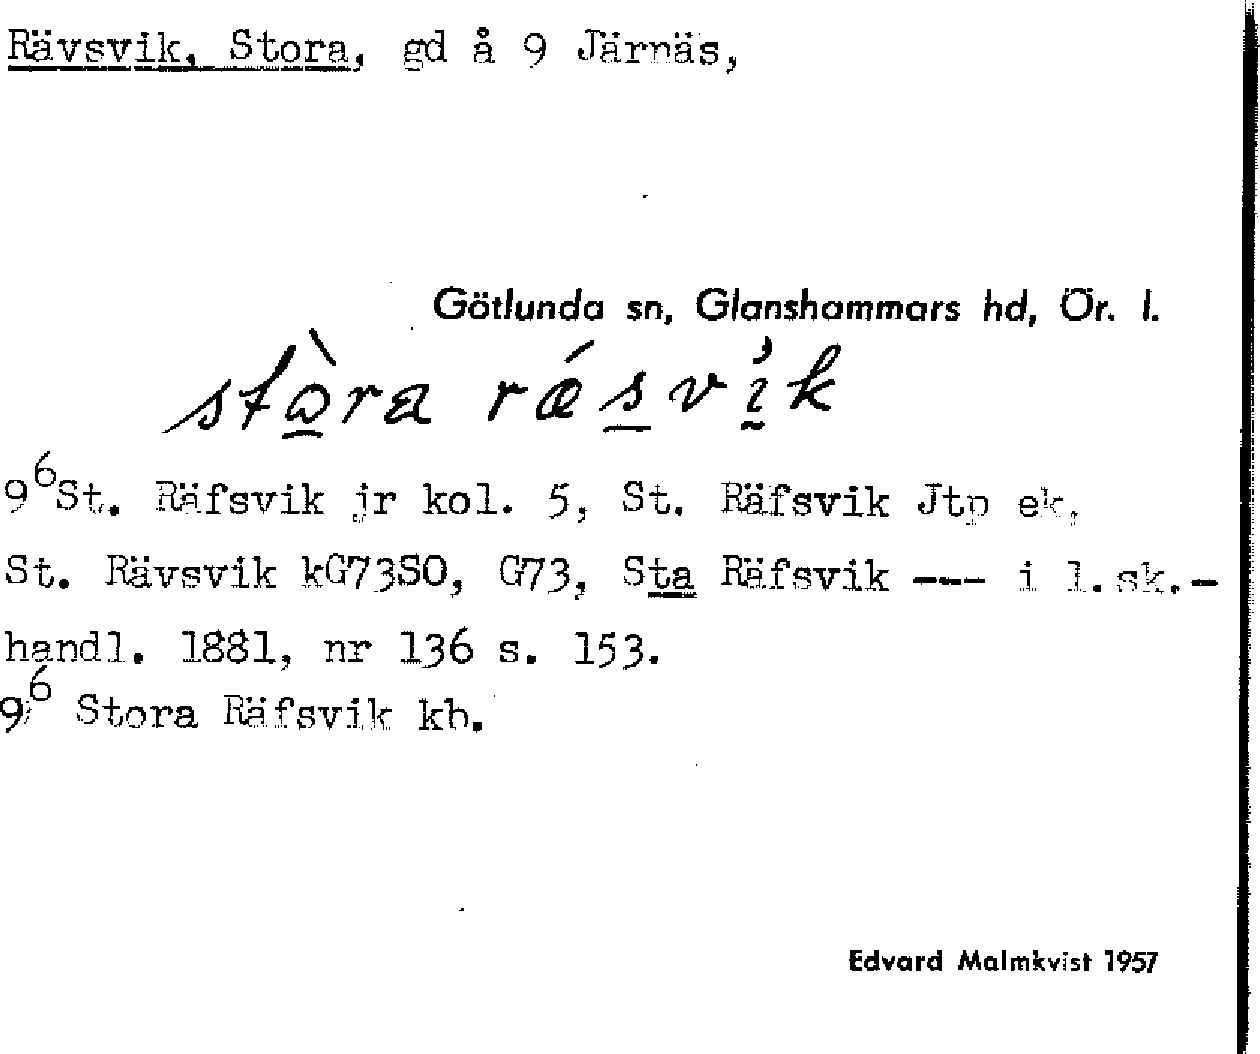 Rävsvik, Stora, gd å 9 Järnäs,
Götlunda sn, Glanshammars hd, Ör. l.
stòra rǽsvik
9⁶St. Räfsvik jr kol. 5, St. Räfsvik Jtp ek,
St. Rävsvik kG73SO, G73, Sta Räfsvik --- i l.sk.-
handl. 1881, nr 136 s. 153.
9⁶ Stora Räfsvik kb.
Edvard Malmkvist 1957